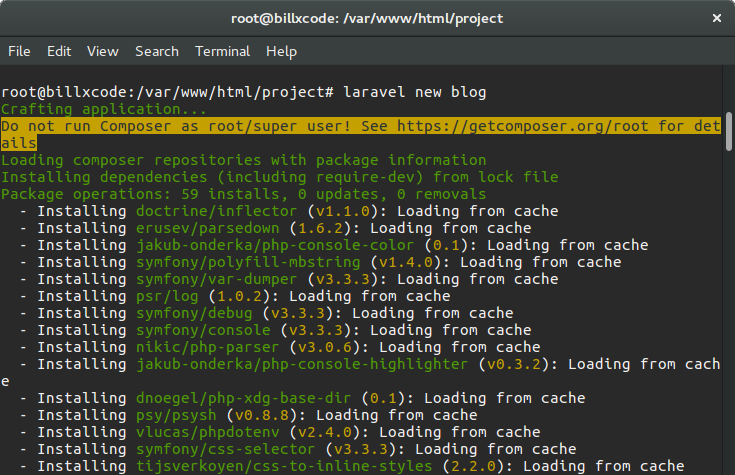 root@billxcode: /var/www/html/project
File Edit View Search Terminal Help
root@billxcode:/var/www/html/project# laravel new blog
Crafting application...
Do not run Composer as root/super user! See https://getcomposer.org/root for det
ails
Loading composer repositories with package information
Installing dependencies (including require-dev) from lock file
Package operations: 59 installs, 0 updates, 0 removals
- Installing doctrine/inflector (v1.1.0): Loading from cache
- Installing erusev/parsedown (1.6.2): Loading from cache
- Installing jakub-onderka/php-console-color (0.1): Loading from cache
- Installing symfony/polyfill-mbstring (v1.4.0): Loading from cache
- Installing symfony/var-dumper (v3.3.3): Loading from cache
- Installing psr/log (1.0.2): Loading from cache
- Installing symfony/debug (v3.3.3): Loading from cache
- Installing symfony/console (v3.3.3): Loading from cache
- Installing nikic/php-parser (v3.0.6): Loading from cache
- Installing jakub-onderka/php-console-highlighter (v0.3.2): Loading from cach
e
- Installing dnoegel/php-xdg-base-dir (0.1): Loading from cache
- Installing psy/psysh (v0.8.8): Loading from cache
- Installing vlucas/phpdotenv (v2.4.0): Loading from cache
- Installing symfony/css-selector (v3.3.3): Loading from cache
- Installing tijsverkoyen/css-to-inline-styles (2.2.0): Loading from cache